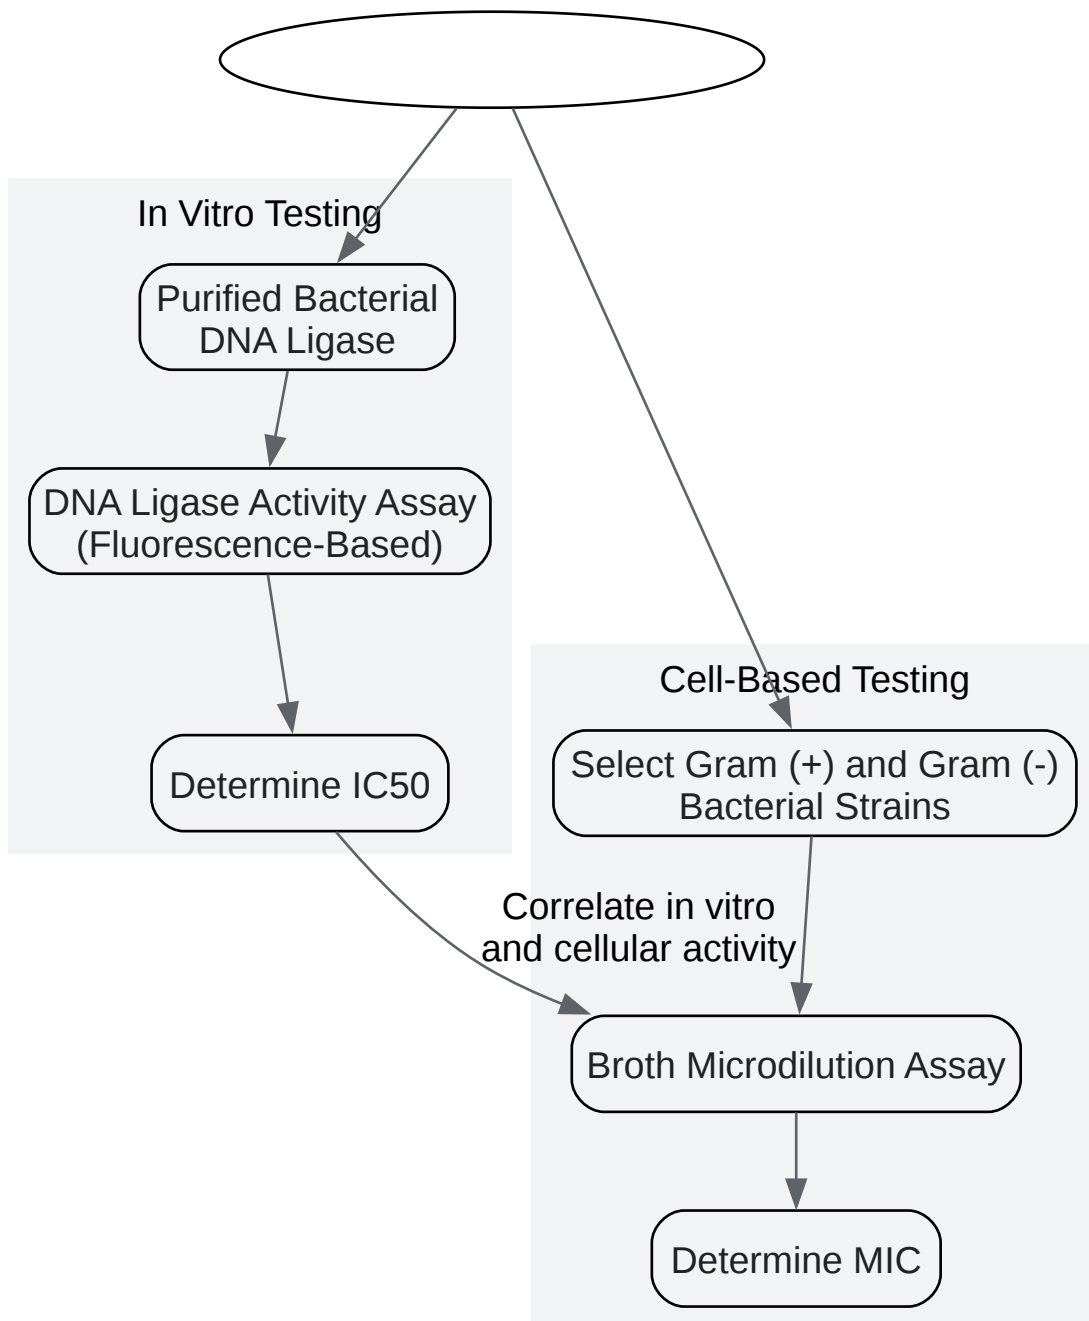 In Vitro Testing
Purified Bacterial
DNA Ligase
DNA Ligase Activity Assay
(Fluorescence-Based)
Determine IC50
Cell-Based Testing
Select Gram (+) and Gram (-)
Bacterial Strains
Correlate in vitro
and cellular activity
Broth Microdilution Assay
Determine MIC